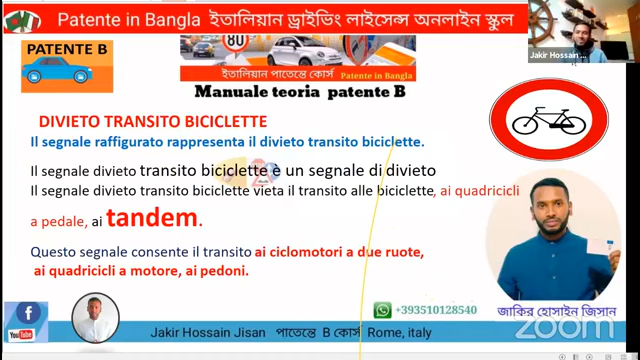 Patente in Bangla ইতালিয়ান ড্রাইভিং লাইসেন্স অনলাইন স্কুল
Jakir Hossain ...
PATENTE B
80
ইতালিয়ান পাতেন্তে কোর্স Patente in Bangla
Manuale teoria patente B
DIVIETO TRANSITO BICICLETTE
Il segnale raffigurato rappresenta il divieto transito biciclette.
Il segnale divieto transito biciclette è un segnale di divieto
Il segnale divieto transito biciclette vieta il transito alle biciclette, ai quadricicli
a pedale, ai tandem.
Questo segnale consente il transito ai ciclomotori a due ruote,
ai quadricicli a motore, ai pedoni.
+393510128540
জাকির হোসাইন জিসান
You Tube
Jakir Hossain Jisan পাতেন্তে B কোর্স Rome, italy
zoom